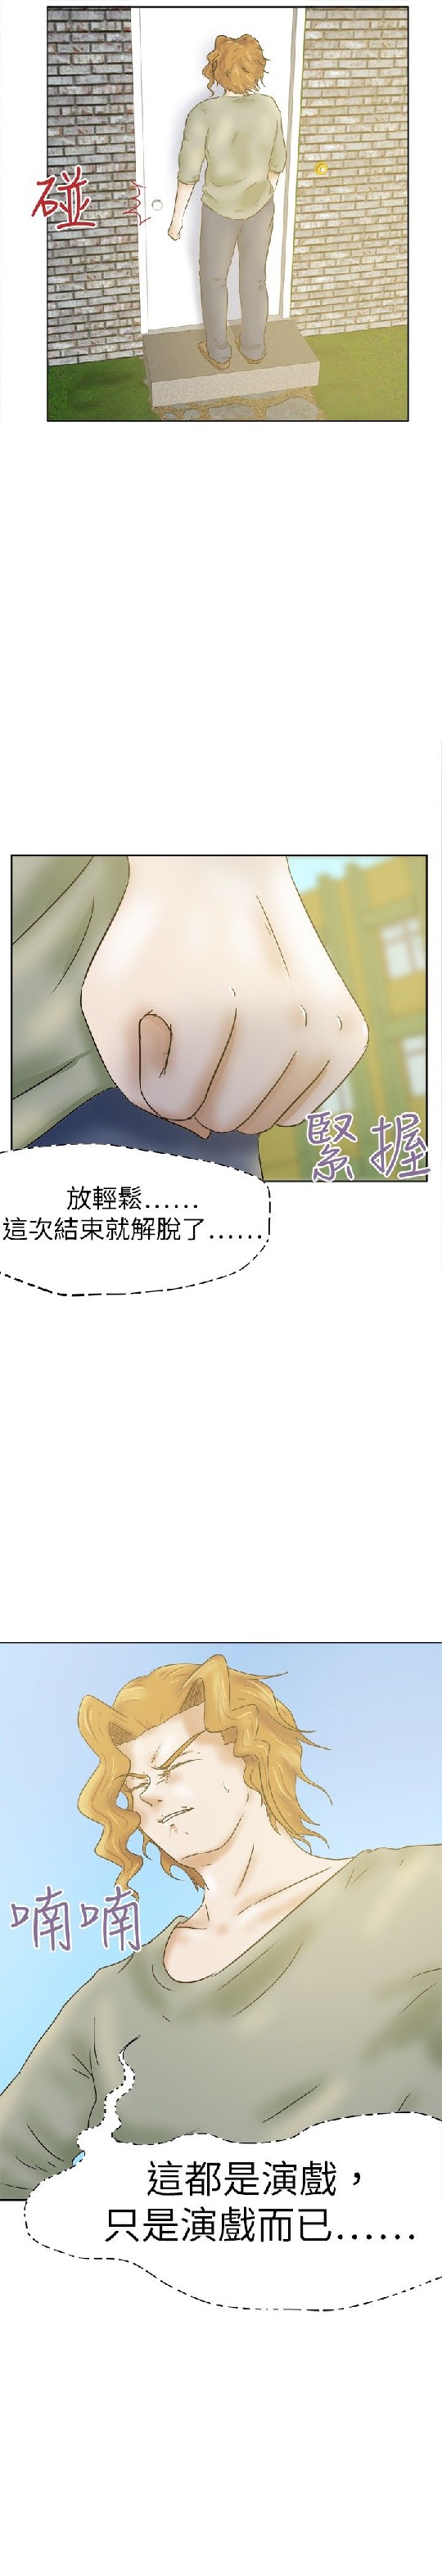 碰
緊握
放輕鬆……
這次結束就解脫了……
喃喃
這都是演戲，
只是演戲而已……